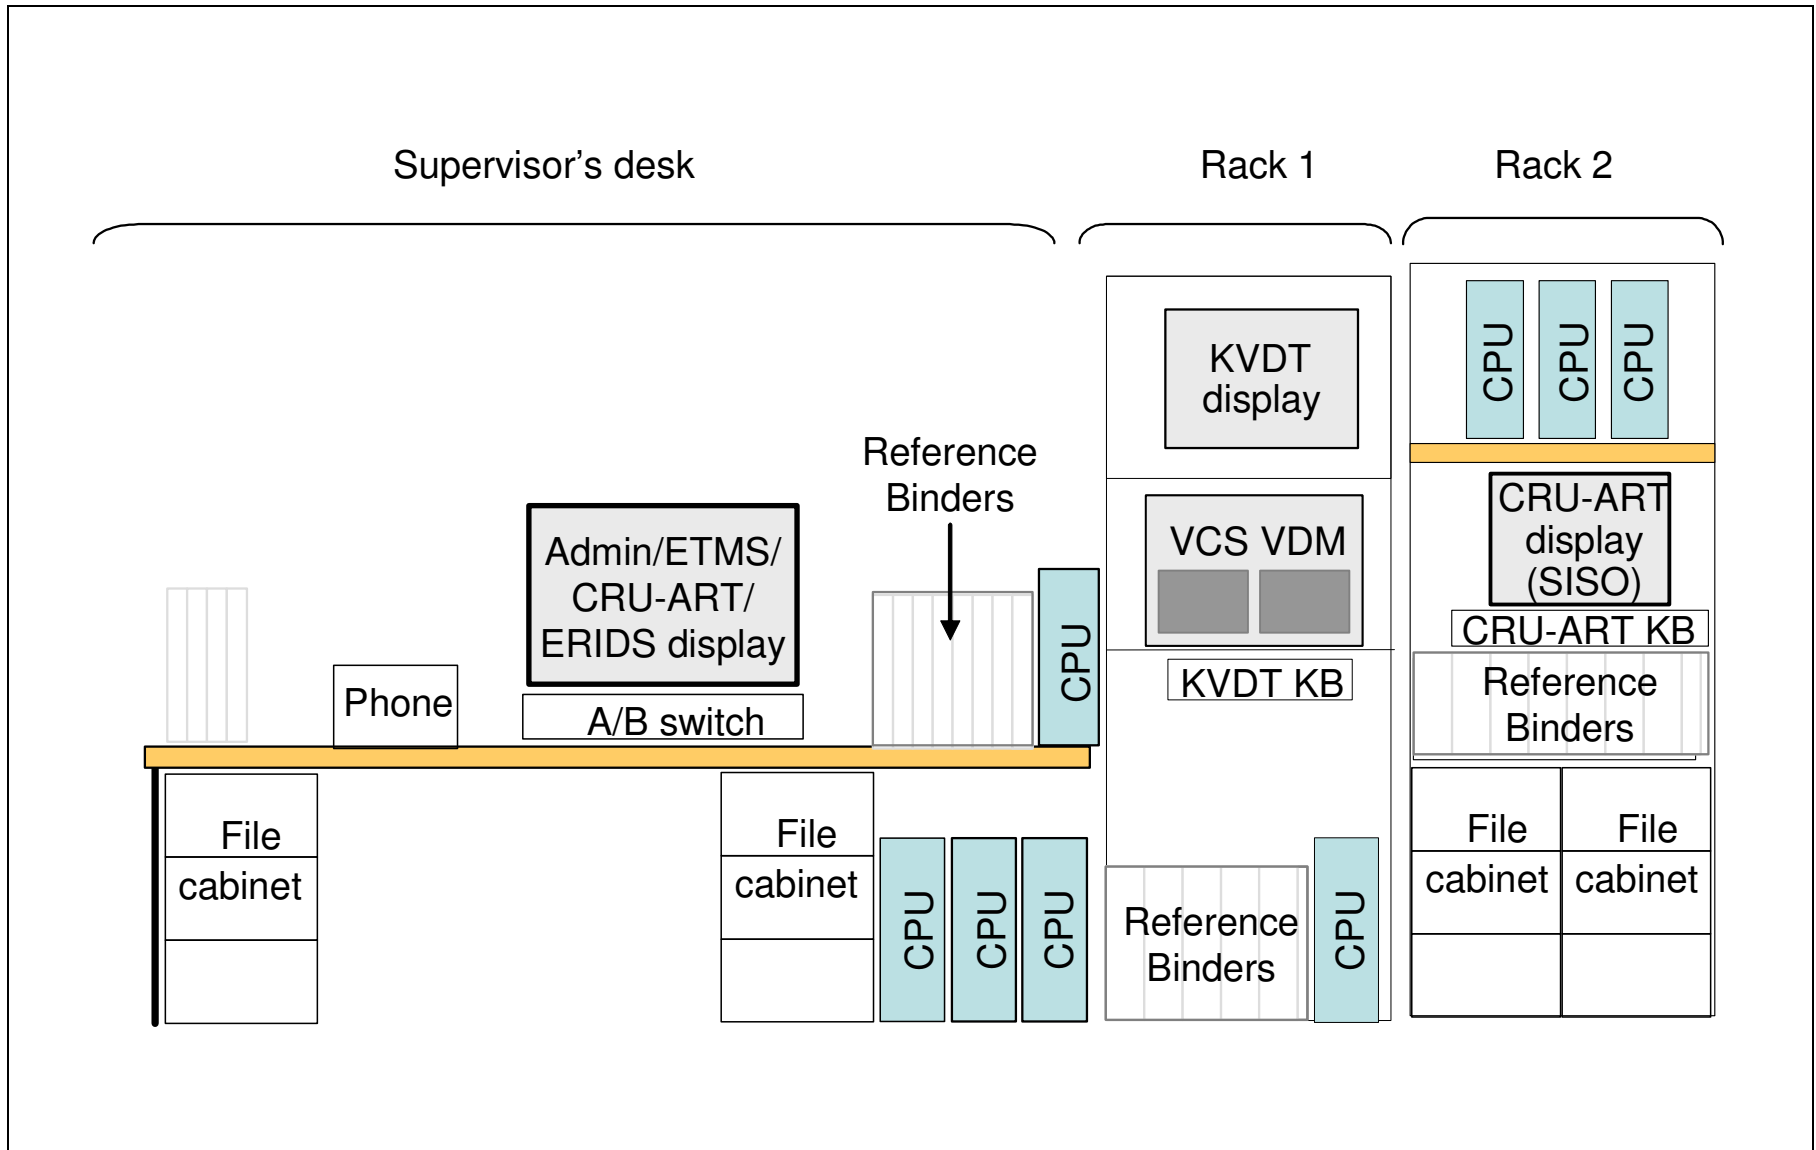 Supervisor's desk
Rack 1
Rack 2
KVDT
display
CPU
CPU
CPU
Reference
Binders
Admin/ETMS/
CRU-ART/
ERIDS display
VCS VDM
CRU-ART
display
(SISO)
CRU-ART KB
CPU
KVDT KB
Reference
Binders
Phone
A/B switch
File
cabinet
File
cabinet
CPU
CPU
CPU
Reference
Binders
CPU
File
cabinet
File
cabinet